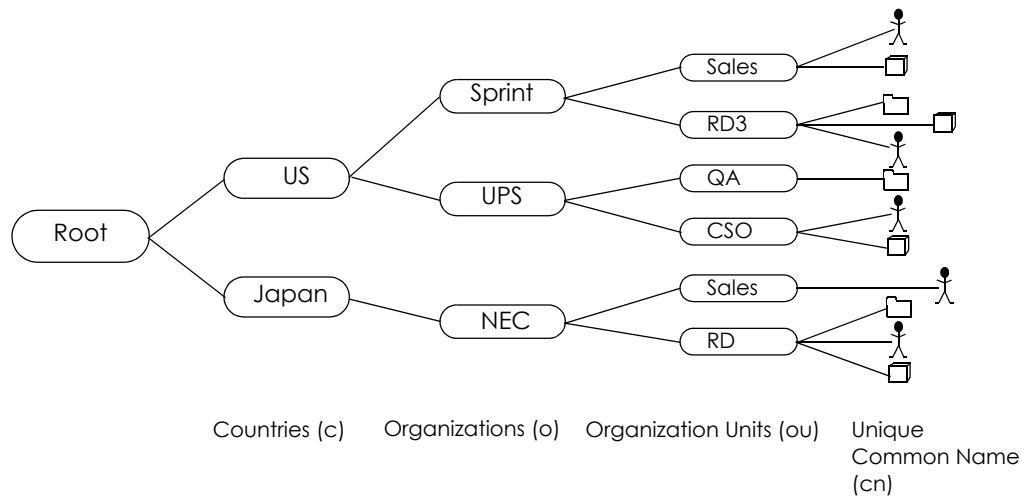 Root
US
Japan
Sprint
UPS
NEC
Sales
RD3
QA
CSO
Sales
RD
Countries (c)
Organizations (o)
Organization Units (ou)
Unique
Common Name
(cn)